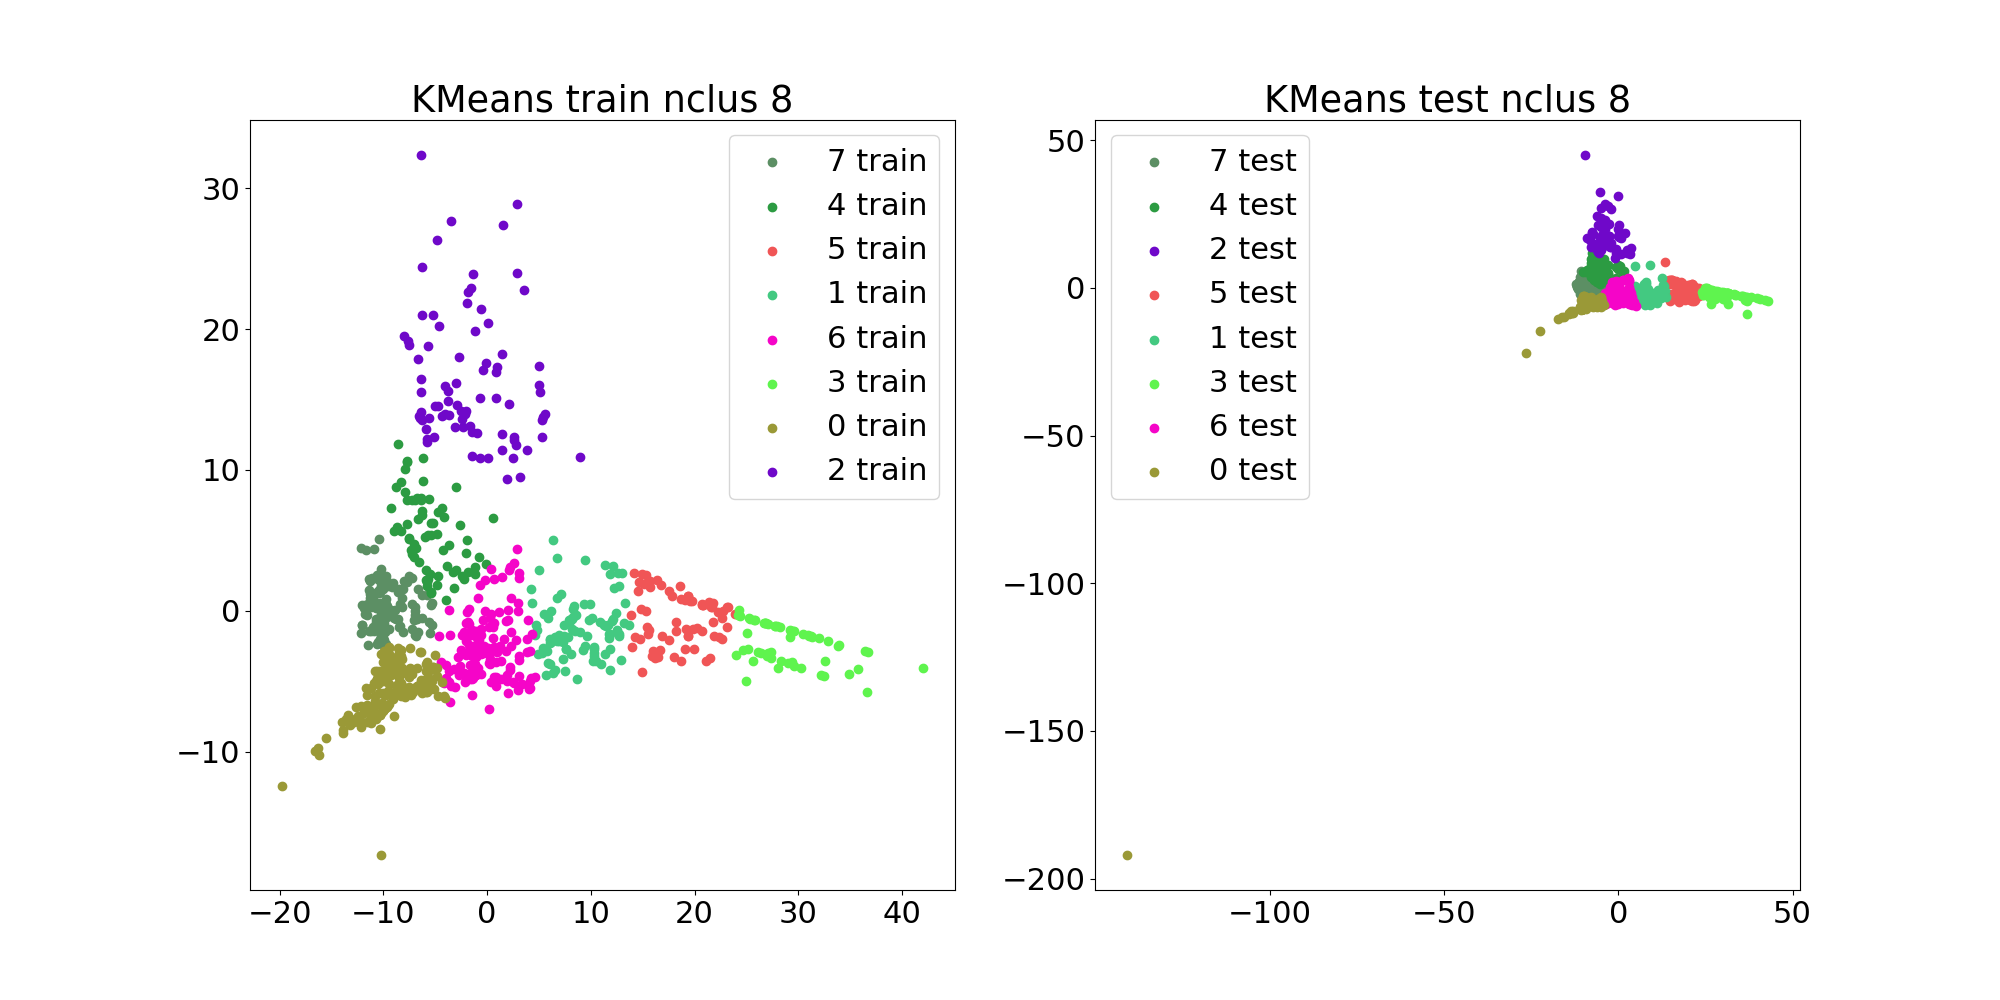 KMeans train nclus 8
30
20
10
0
−10
−20
−10
0
10
20
30
40
7 train
4 train
5 train
1 train
6 train
3 train
0 train
2 train
KMeans test nclus 8
50
0
−50
−100
−150
−200
−100
−50
0
50
7 test
4 test
2 test
5 test
1 test
3 test
6 test
0 test